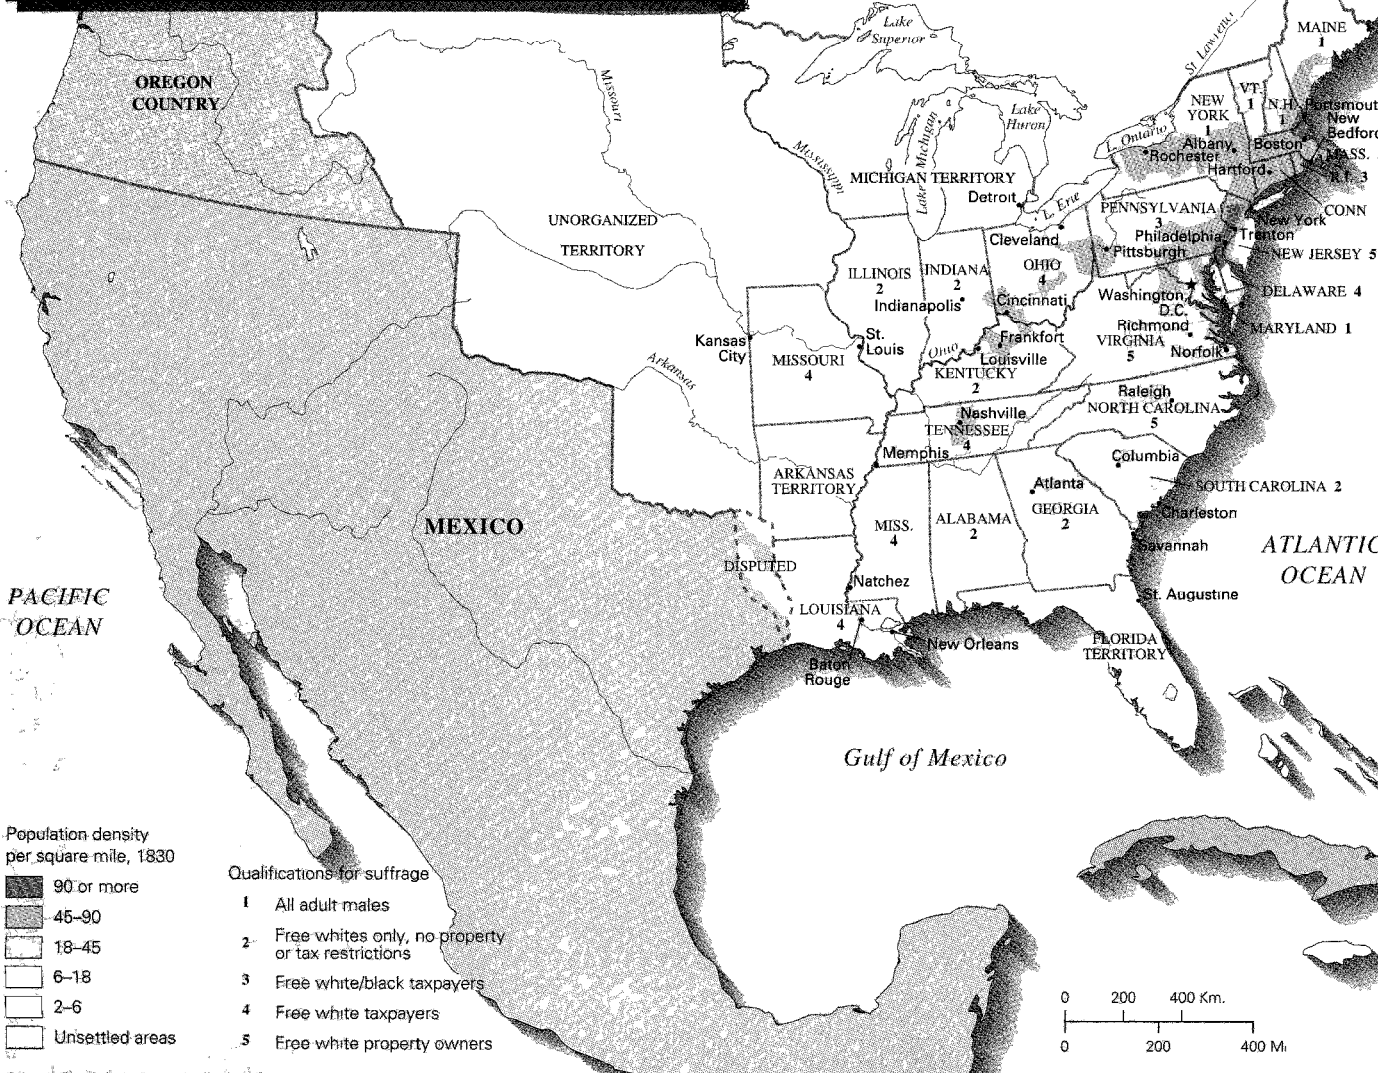 OREGON
COUNTRY
Missouri
Lake
Superior
St Lawrence
MAINE
1
VT.
1
N.H.
1
NEW
YORK
1
Portsmout
New
Bedford
Albany
Boston
MASS.
Rochester
Hartford
R.I. 3
L. Ontario
Lake
Huron
Lake Michigan
Mississippi
MICHIGAN TERRITORY
Detroit
L. Erie
PENNSYLVANIA
3
CONN
New York
Trenton
Philadelphia
Pittsburgh
NEW JERSEY 5
UNORGANIZED
TERRITORY
Cleveland
OHIO
4
ILLINOIS
2
INDIANA
2
Indianapolis
Cincinnati
Washington,
D.C.
DELAWARE 4
MARYLAND 1
Richmond
VIRGINIA
5
Norfolk
Kansas
City
St.
Louis
MISSOURI
4
Arkansas
Ohio
Frankfort
Louisville
KENTUCKY
2
Raleigh
NORTH CAROLINA
5
Nashville
TENNESSEE
4
Memphis
Columbia
SOUTH CAROLINA 2
Charleston
ARKANSAS
TERRITORY
Atlanta
GEORGIA
2
MISS.
4
ALABAMA
2
Savannah
MEXICO
DISPUTED
Natchez
LOUISIANA
4
St. Augustine
New Orleans
Baton
Rouge
FLORIDA
TERRITORY
ATLANTIC
OCEAN
PACIFIC
OCEAN
Gulf of Mexico
Population density
per square mile, 1830
90 or more
45–90
18–45
6–18
2–6
Unsettled areas
Qualifications for suffrage
1 All adult males
2 Free whites only, no property
or tax restrictions
3 Free white/black taxpayers
4 Free white taxpayers
5 Free white property owners
0 200 400 Km.
0 200 400 Mi